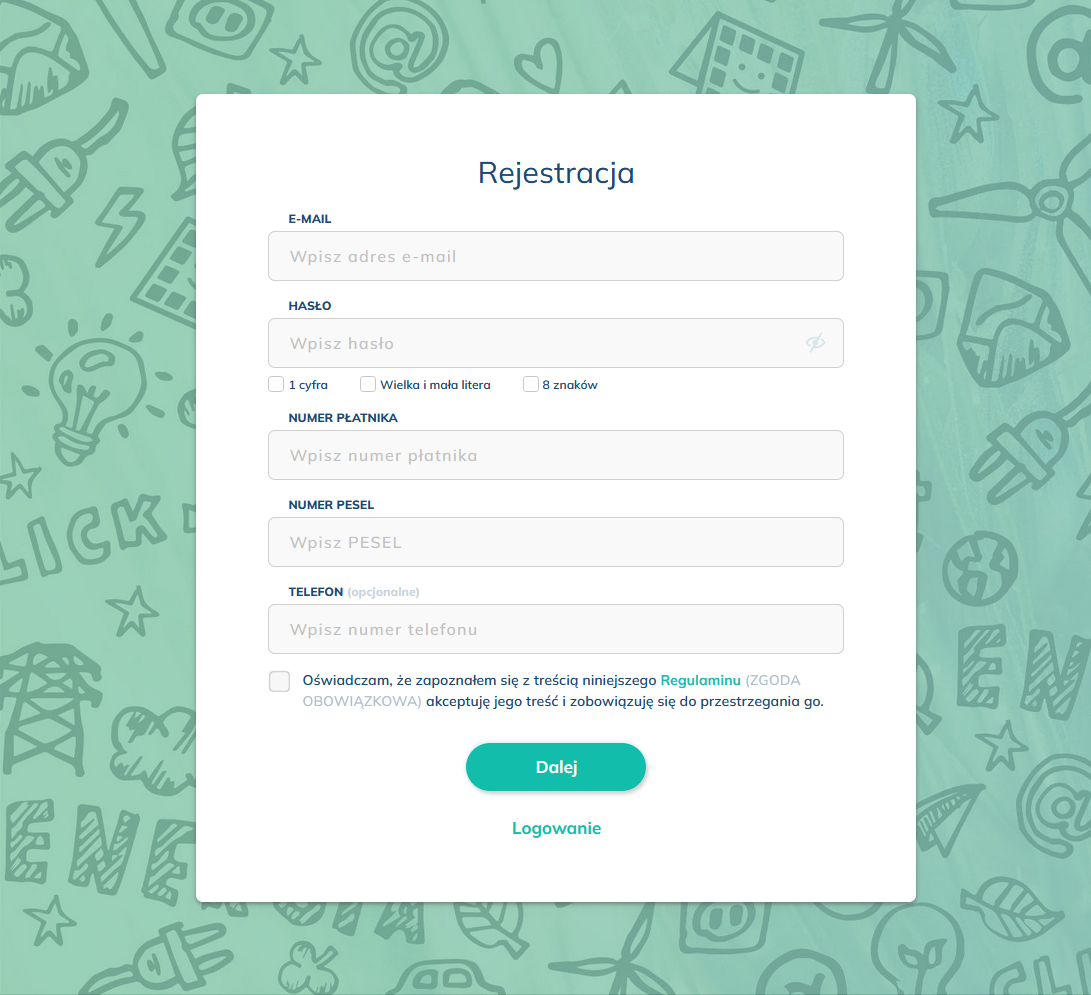 Rejestracja
E-MAIL
Wpisz adres e-mail
HASŁO
Wpisz hasło
1 cyfra Wielka i mała litera 8 znaków
NUMER PŁATNIKA
Wpisz numer płatnika
NUMER PESEL
Wpisz PESEL
TELEFON (opcjonalne)
Wpisz numer telefonu
Oświadczam, że zapoznałem się z treścią niniejszego Regulaminu (ZGODA
OBOWIĄZKOWA) akceptuję jego treść i zobowiązuję się do przestrzegania go.
Dalej
Logowanie